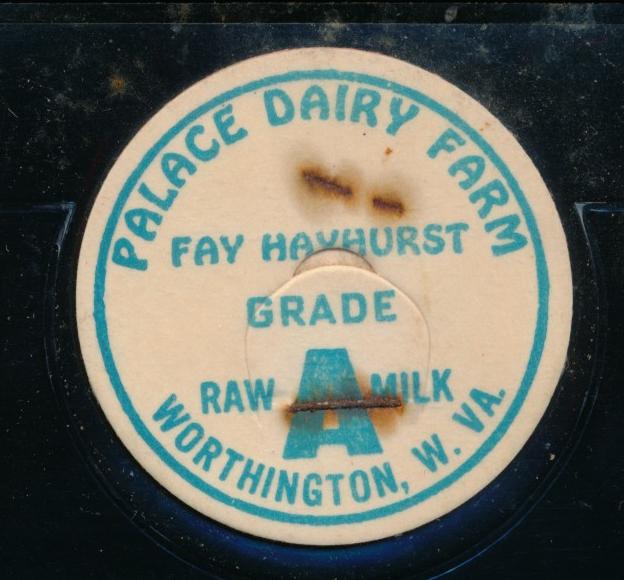 PALACE DAIRY FARM
FAY HAYHURST
GRADE
A
RAW MILK
WORTHINGTON, W. VA.